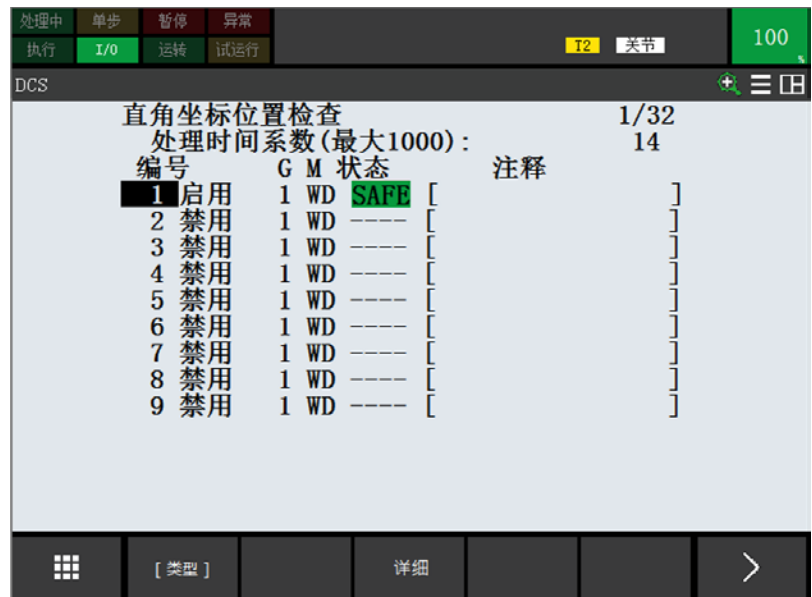 处理中 单步 暂停 异常
执行 I/O 运转 试运行 T2 关节 100 %
DCS
直角坐标位置检查 1/32
处理时间系数(最大1000): 14
编号 G M 状态 注释
1 启用 1 WD SAFE [ ]
2 禁用 1 WD ---- [ ]
3 禁用 1 WD ---- [ ]
4 禁用 1 WD ---- [ ]
5 禁用 1 WD ---- [ ]
6 禁用 1 WD ---- [ ]
7 禁用 1 WD ---- [ ]
8 禁用 1 WD ---- [ ]
9 禁用 1 WD ---- [ ]
[ 类型 ] 详细